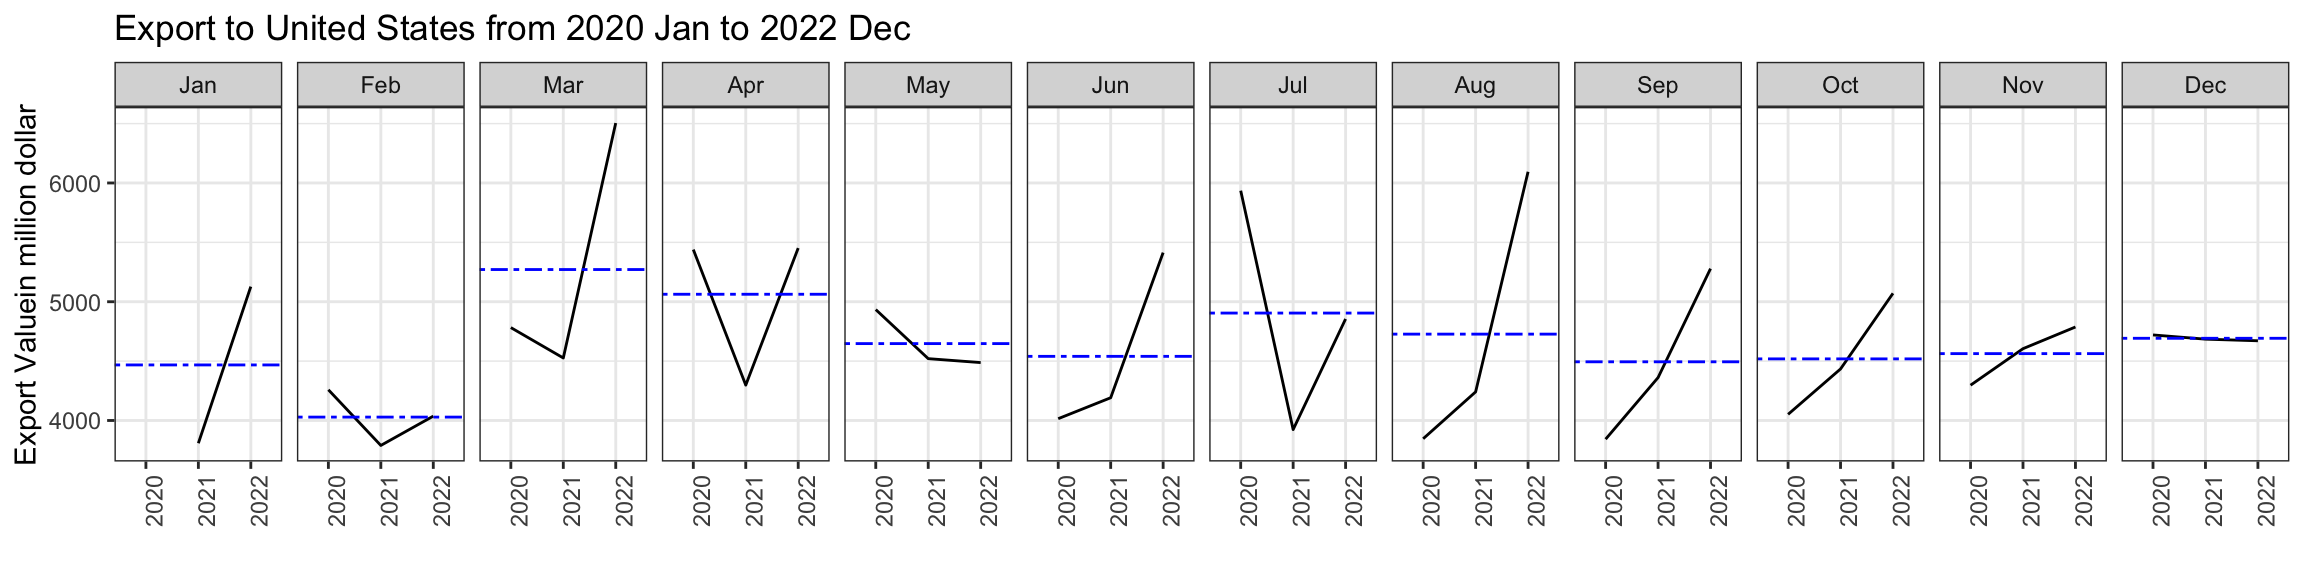 Export to United States from 2020 Jan to 2022 Dec
Jan Feb Mar Apr May Jun Jul Aug Sep Oct Nov Dec
Export Valuein million dollar
6000
5000
4000
2020 2021 2022 2020 2021 2022 2020 2021 2022 2020 2021 2022 2020 2021 2022 2020 2021 2022 2020 2021 2022 2020 2021 2022 2020 2021 2022 2020 2021 2022 2020 2021 2022 2020 2021 2022